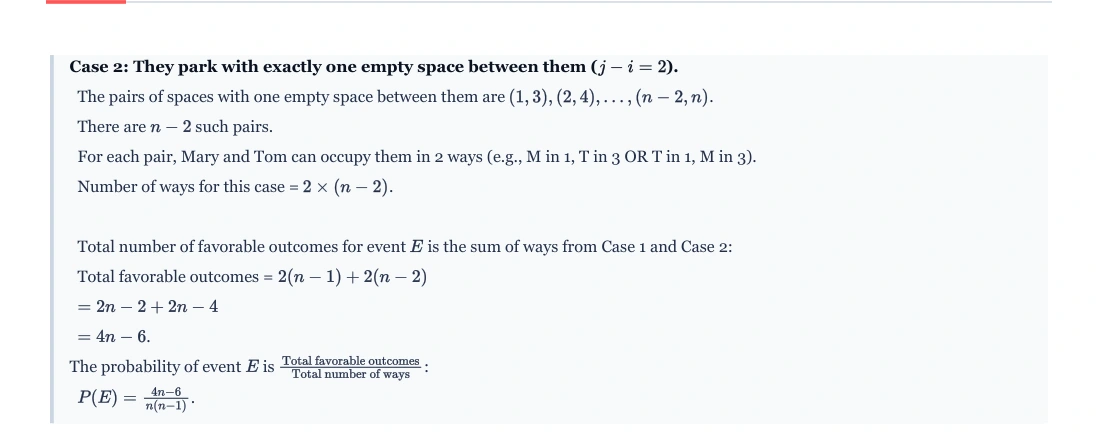 Case 2: They park with exactly one empty space between them (j − i = 2).
The pairs of spaces with one empty space between them are (1, 3), (2, 4), . . . , (n − 2, n).
There are n − 2 such pairs.
For each pair, Mary and Tom can occupy them in 2 ways (e.g., M in 1, T in 3 OR T in 1, M in 3).
Number of ways for this case = 2 × (n − 2).
Total number of favorable outcomes for event E is the sum of ways from Case 1 and Case 2:
Total favorable outcomes = 2(n − 1) + 2(n − 2)
= 2n − 2 + 2n − 4
= 4n − 6.
The probability of event E is \frac{Total favorable outcomes}{Total number of ways} :
P(E) = \frac{4n−6}{n(n−1)} .